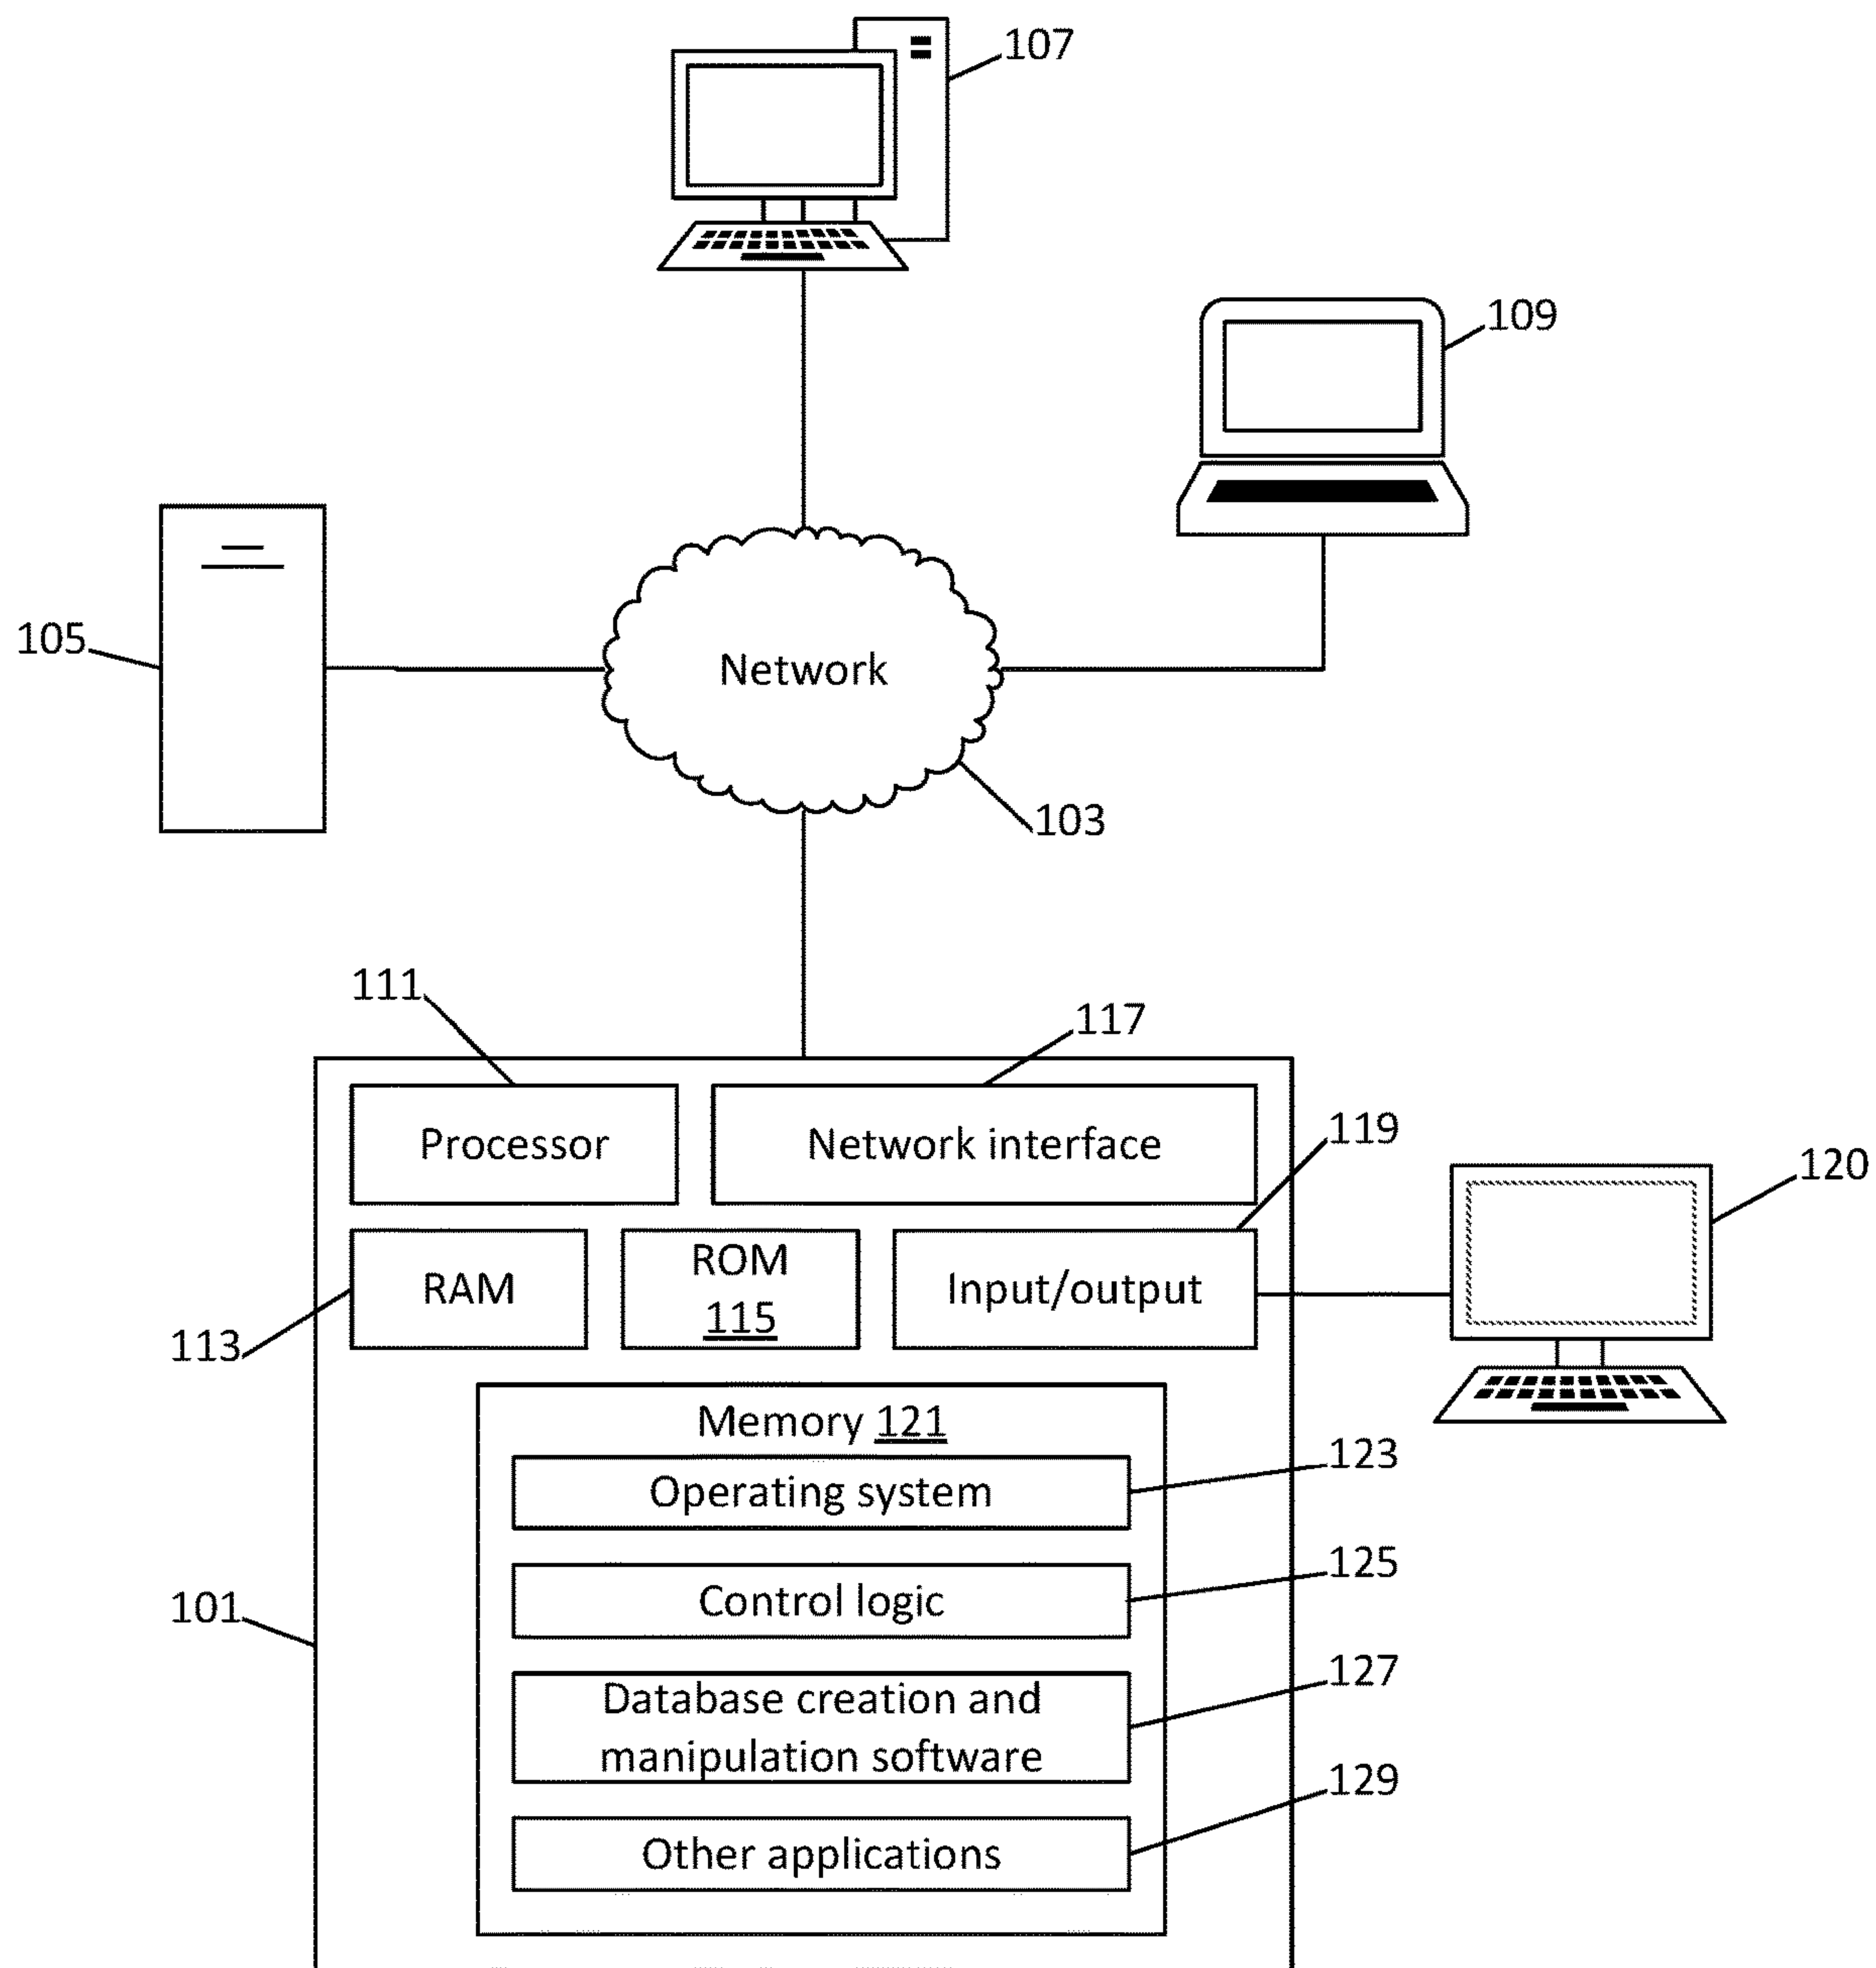 107
109
105
Network
103
111
117
Processor
Network interface
119
120
RAM
ROM
115
Input/output
113
Memory 121
123
Operating system
125
Control logic
101
127
Database creation and
manipulation software
129
Other applications